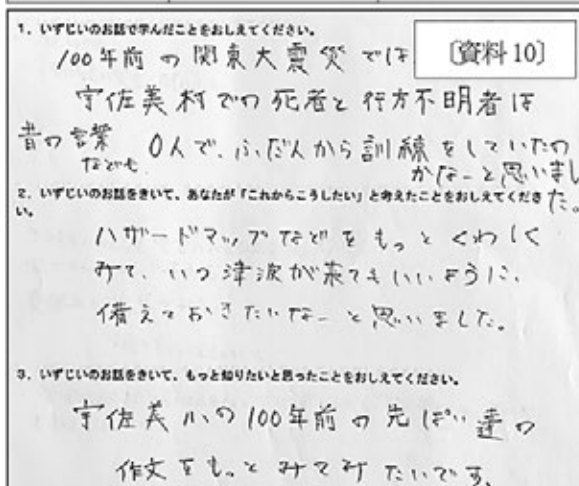 1、いずじいのお話で学んだことをおしえてください。
〔資料10〕
100年前の関東大震災では
宇佐美村での死者と行方不明者は
昔の言葉なども
0人で、ふだんから訓練をしていたの
かなーと思いました。
2、いずじいのお話をきいて、あなたが「これからこうしたい」と考えたことをおしえてください。
ハザードマップなどをもっとくわしく
みて、いつ津波が来てもいいように、
備えておきたいなーと思いました。
3、いずじいのお話をきいて、もっと知りたいと思ったことをおしえてください。
宇佐美小の100年前の先ぱい達の
作文をもっとみてみたいです。